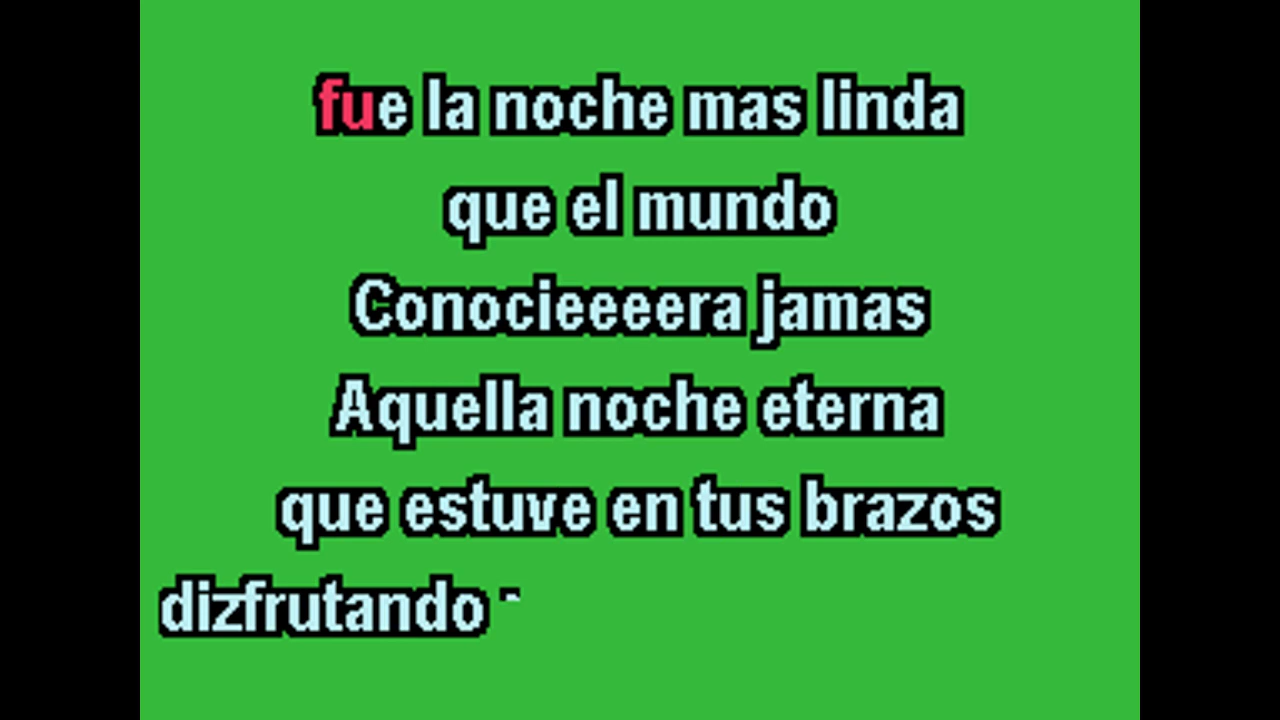 fue la noche mas linda
que el mundo
Conocieeeera jamas
Aquella noche eterna
que estuve en tus brazos
dizfrutando -